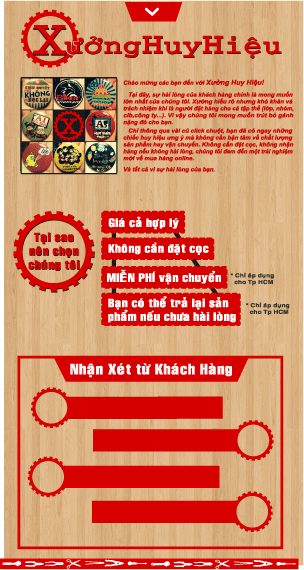 XưởngHuyHiệu
Chào mừng các bạn đến với Xưởng Huy Hiệu!
Tại đây, sự hài lòng của khách hàng chính là mong muốn
lớn nhất của chúng tôi. Xưởng hiểu rõ nhưng khó khăn và
trách nhiệm khi là người đặt hàng cho cả tập thể (lớp, nhóm,
clb, công ty...). Vì vậy chúng tôi mong muốn trút bỏ gánh
nặng đó cho bạn.
Chỉ thông qua vài cú click chuột, bạn đã có ngay những
chiếc huy hiệu ưng ý mà không cần bận tâm về chất lượng
sản phẩm hay vận chuyển. Không cần đặt cọc, không nhận
hàng nếu không hài lòng, chúng tôi đem đến một trải nghiệm
mới về mua hàng online.
Và tất cả vì sự hài lòng của bạn.
Tại sao
nên chọn
chúng tôi
Giá cả hợp lý
Không cần đặt cọc
MIỄN PHÍ vận chuyển
* Chỉ áp dụng
cho Tp HCM
Bạn có thể trả lại sản
phẩm nếu chưa hài lòng
* Chỉ áp dụng
cho Tp HCM
Nhận Xét từ Khách Hàng